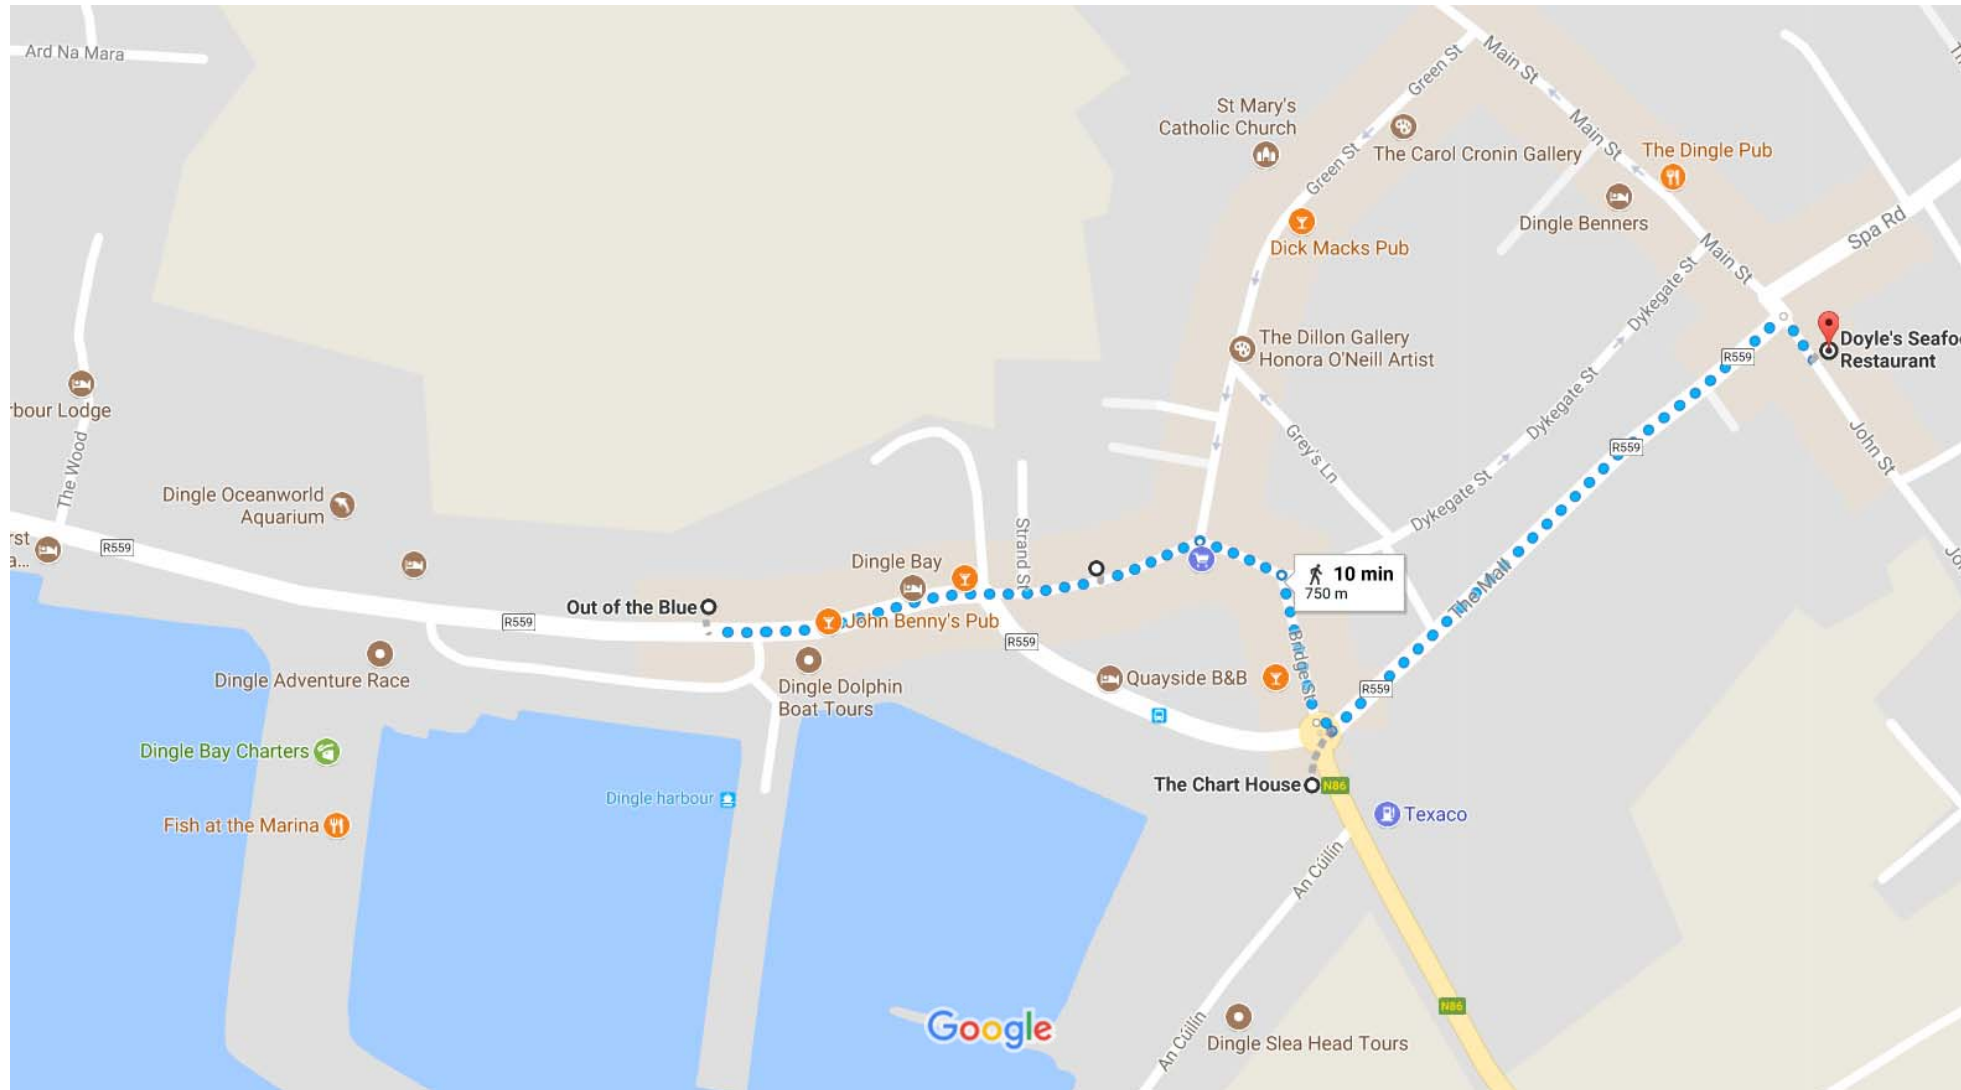 Ard Na Mara
St Mary's
Catholic Church
Green St
Main St
The Carol Cronin Gallery
Main St
The Dingle Pub
Green St
Dingle Benners
Spa Rd
Dick Macks Pub
Main St
Dykegate St
The Dillon Gallery
Honora O'Neill Artist
Doyle's Seafo
Restaurant
R559
rbour Lodge
The Wood
Grey's Ln
Dykegate St
R559
John St
Dingle Oceanworld
Aquarium
Dykegate St
rst
a...
R559
Strand St
Dingle Bay
10 min
750 m
Out of the Blue
R559
John Benny's Pub
R559
The Mall
Bridge St
Dingle Adventure Race
Dingle Dolphin
Boat Tours
Quayside B&B
R559
Dingle Bay Charters
Dingle harbour
The Chart House
N86
Fish at the Marina
Texaco
An Cúilín
N86
Google
An Cúilín
Dingle Slea Head Tours